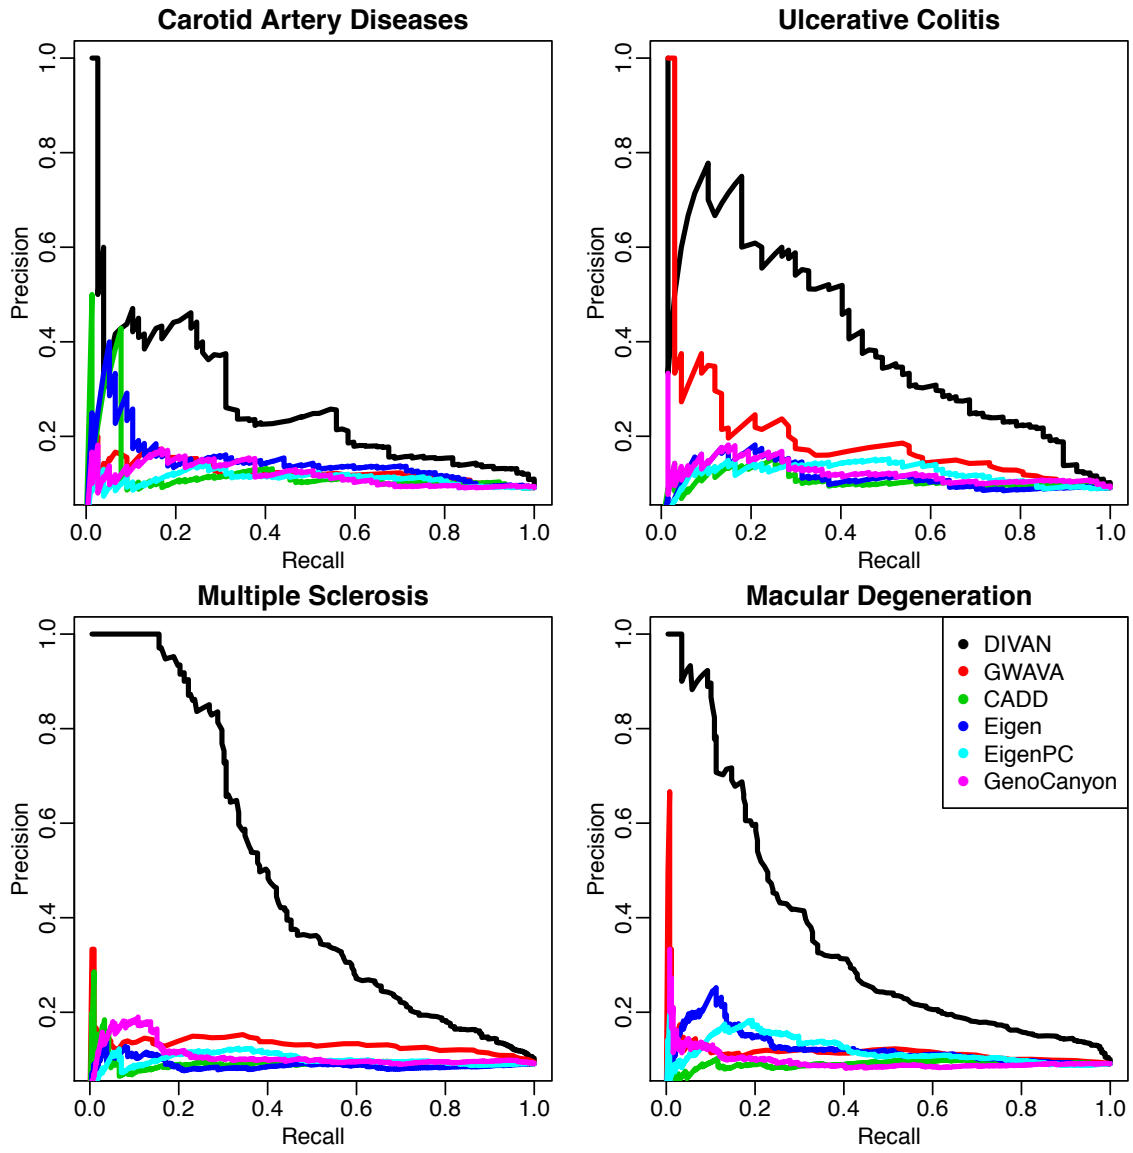 Carotid Artery Diseases
Precision
1.0
0.8
0.6
0.4
0.2
0.0 0.2 0.4 0.6 0.8 1.0
Recall
Ulcerative Colitis
Precision
1.0
0.8
0.6
0.4
0.2
0.0 0.2 0.4 0.6 0.8 1.0
Recall
Multiple Sclerosis
Precision
1.0
0.8
0.6
0.4
0.2
0.0 0.2 0.4 0.6 0.8 1.0
Recall
Macular Degeneration
Precision
1.0
0.8
0.6
0.4
0.2
0.0 0.2 0.4 0.6 0.8 1.0
Recall
DIVAN
GWAVA
CADD
Eigen
EigenPC
GenoCanyon